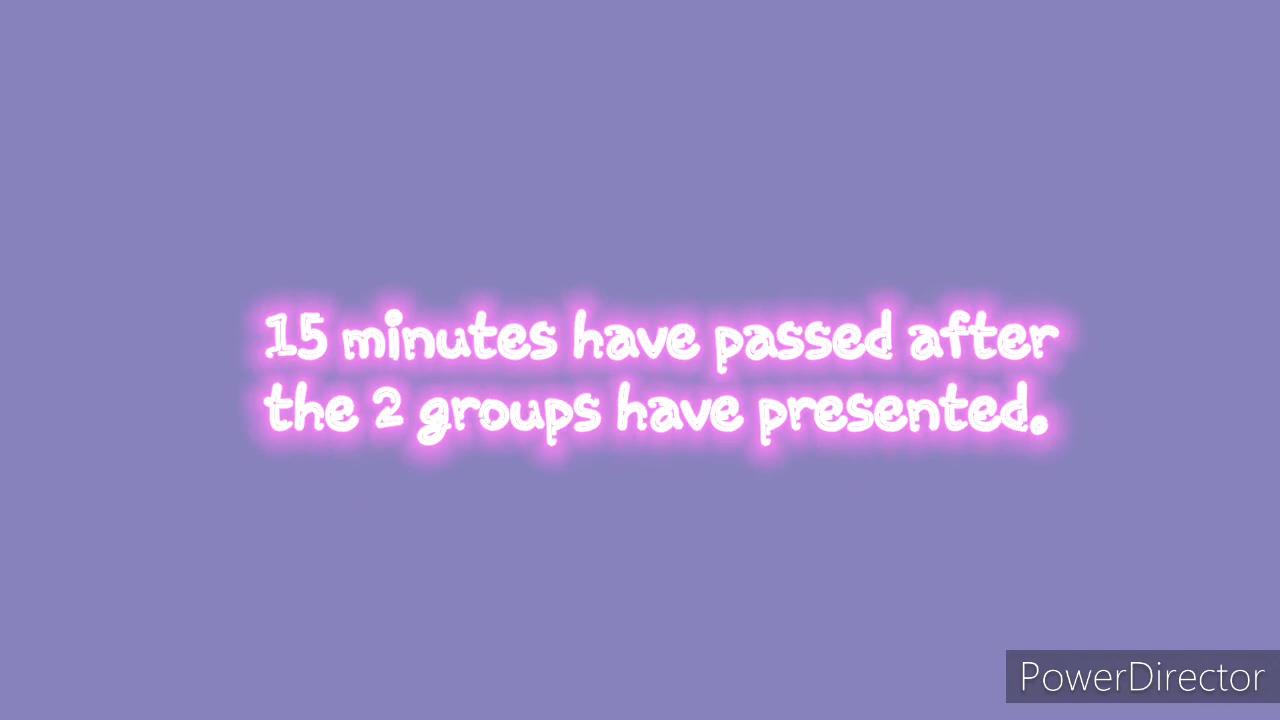 15 minutes have passed after
the 2 groups have presented.
PowerDirector